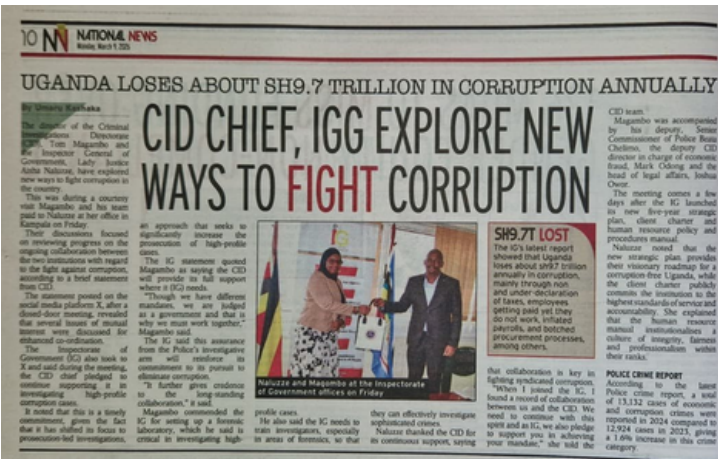 10 NN NATIONAL NEWS
Monday, March 9, 2026
UGANDA LOSES ABOUT SH9.7 TRILLION IN CORRUPTION ANNUALLY
CID CHIEF, IGG EXPLORE NEW
WAYS TO FIGHT CORRUPTION
By Umaru Kashaka
The director of the Criminal
Investigations Directorate
Tom Magambo and
the Inspector General of
Government, Lady Justice
Aisha Naluzze, have explored
new ways to fight corruption in
the country.
This was during a courtesy
visit Magambo and his team
paid to Naluzze at her office in
Kampala on Friday.
Their discussions focused
on reviewing progress on the
ongoing collaboration between
the two institutions with regard
to the fight against corruption,
according to a brief statement
from CID.
The statement posted on the
social media platform X, after a
closed-door meeting, revealed
that several issues of mutual
interest were discussed for
enhanced co-ordination.
The Inspectorate of
Government (IG) also took to
X and said during the meeting,
the CID chief pledged to
continue supporting it in
investigating high-profile
corruption cases.
It noted that this is a timely
commitment, given the fact
that it has shifted its focus to
prosecution-led investigations,
an approach that seeks to
significantly increase the
prosecution of high-profile
cases.
The IG statement quoted
Magambo as saying the CID
will provide its full support
where it (IG) needs.
"Though we have different
mandates, we are judged
as a government and that is
why we must work together,"
Magambo said.
The IG said this assurance
from the Police's investigative
arm will reinforce its
commitment to its pursuit to
eliminate corruption.
"It further gives credence
to the long-standing
collaboration," it said.
Magambo commended the
IG for setting up a forensic
laboratory, which he said is
critical in investigating high-
profile cases.
He also said the IG needs to
train investigators, especially
in areas of forensics, so that
they can effectively investigate
sophisticated crimes.
Naluzze thanked the CID for
its continuous support, saying
that collaboration is key in
fighting syndicated corruption.
"When I joined the IG, I
found a record of collaboration
between us and the CID. We
need to continue with this
spirit and as IG, we also pledge
to support you in achieving
your mandate," she told the
CID team.
Magambo was accompanied
by his deputy, Senior
Commissioner of Police Beata
Chelimo, the deputy CID
director in charge of economic
fraud, Mark Odong and the
head of legal affairs, Joshua
Owor.
The meeting comes a few
days after the IG launched
its new five-year strategic
plan, client charter and
human resource policy and
procedures manual.
Naluzze noted that the
new strategic plan provides
their visionary roadmap for a
corruption-free Uganda, while
the client charter publicly
commits the institution to the
highest standards of service and
accountability. She explained
that the human resource
manual institutionalises a
culture of integrity, fairness
and professionalism within
their ranks.
POLICE CRIME REPORT
According to the latest
Police crime report, a total
of 13,132 cases of economic
and corruption crimes were
reported in 2024 compared to
12,924 cases in 2023, giving
a 1.6% increase in this crime
category.
SH9.7T LOST
The IG's latest report
showed that Uganda
loses about sh9.7 trillion
annually in corruption,
mainly through non
and under declaration
of taxes, employees
getting paid yet they
do not work, inflated
payrolls, and botched
procurement processes,
among others.
Naluzze and Magambo at the Inspectorate
of Government offices on Friday